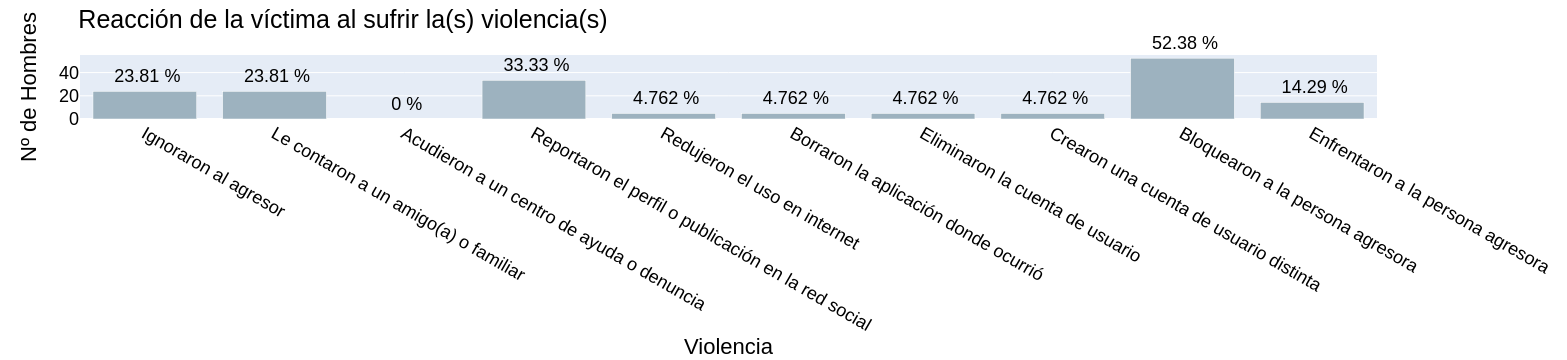 Reacción de la víctima al sufrir la(s) violencia(s)
Nº de Hombres
40
20
0
23.81 %
23.81 %
0 %
33.33 %
4.762 %
4.762 %
4.762 %
4.762 %
52.38 %
14.29 %
Ignoraron al agresor
Le contaron a un amigo(a) o familiar
Acudieron a un centro de ayuda o denuncia
Reportaron el perfil o publicación en la red social
Redujeron el uso en internet
Borraron la aplicación donde ocurrió
Eliminaron la cuenta de usuario
Crearon una cuenta de usuario distinta
Bloquearon a la persona agresora
Enfrentaron a la persona agresora
Violencia